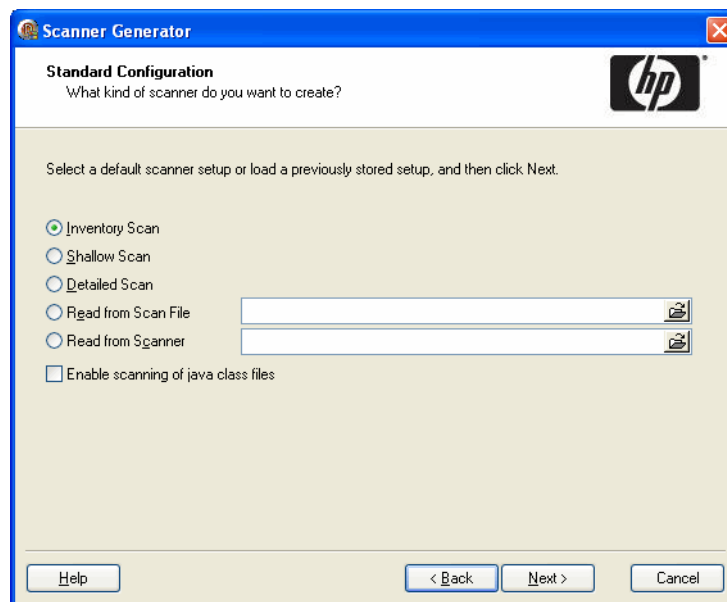 Scanner Generator
Standard Configuration
What kind of scanner do you want to create?
hp
Select a default scanner setup or load a previously stored setup, and then click Next.
Inventory Scan
Shallow Scan
Detailed Scan
Read from Scan File
Read from Scanner
Enable scanning of java class files
Help
< Back
Next >
Cancel